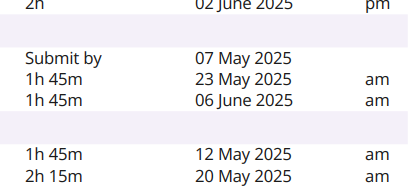 2h 02 June 2025 pm
Submit by 07 May 2025
1h 45m 23 May 2025 am
1h 45m 06 June 2025 am
1h 45m 12 May 2025 am
2h 15m 20 May 2025 am